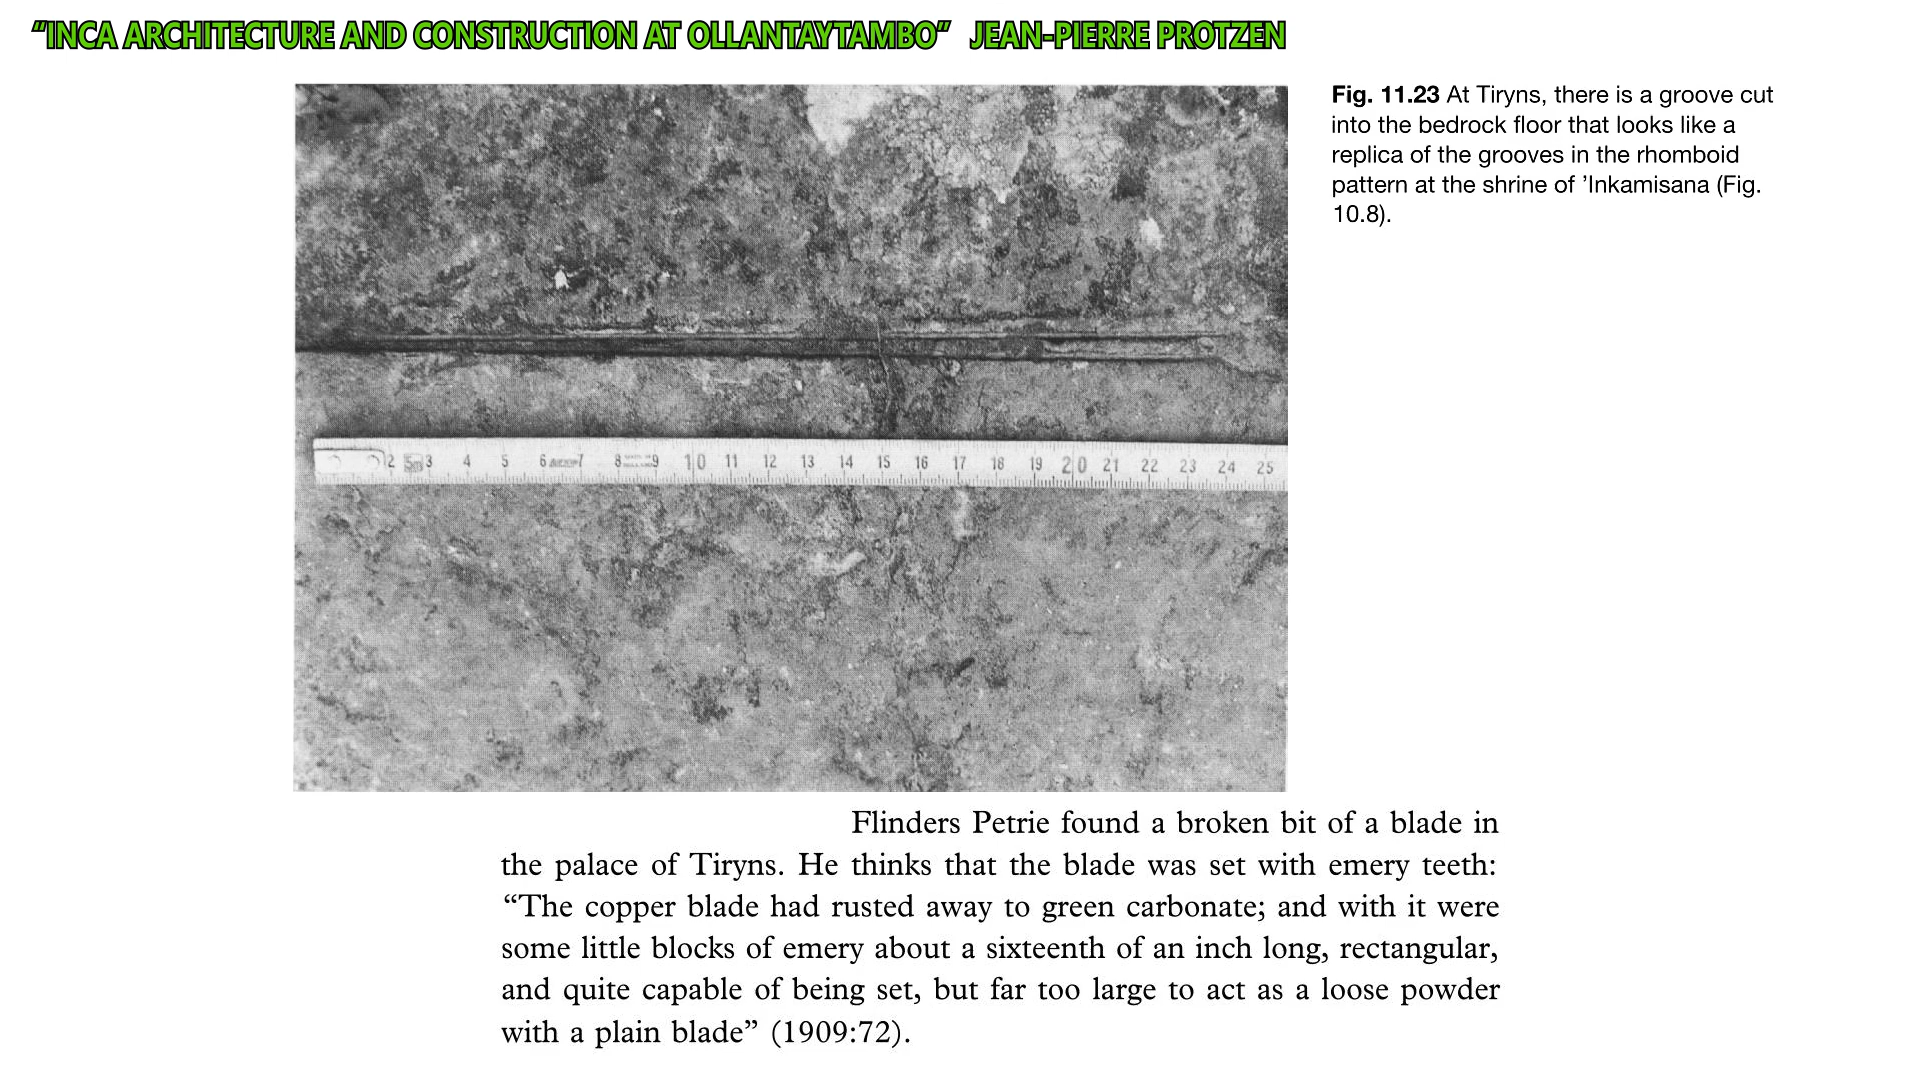 “INCA ARCHITECTURE AND CONSTRUCTION AT OLLANTAYTAMBO” JEAN-PIERRE PROTZEN
Fig. 11.23 At Tiryns, there is a groove cut
into the bedrock floor that looks like a
replica of the grooves in the rhomboid
pattern at the shrine of ’Inkamisana (Fig.
10.8).
2 5m 3 4 5 6 7 8 9 10 11 12 13 14 15 16 17 18 19 20 21 22 23 24 25
Flinders Petrie found a broken bit of a blade in
the palace of Tiryns. He thinks that the blade was set with emery teeth:
“The copper blade had rusted away to green carbonate; and with it were
some little blocks of emery about a sixteenth of an inch long, rectangular,
and quite capable of being set, but far too large to act as a loose powder
with a plain blade” (1909:72).